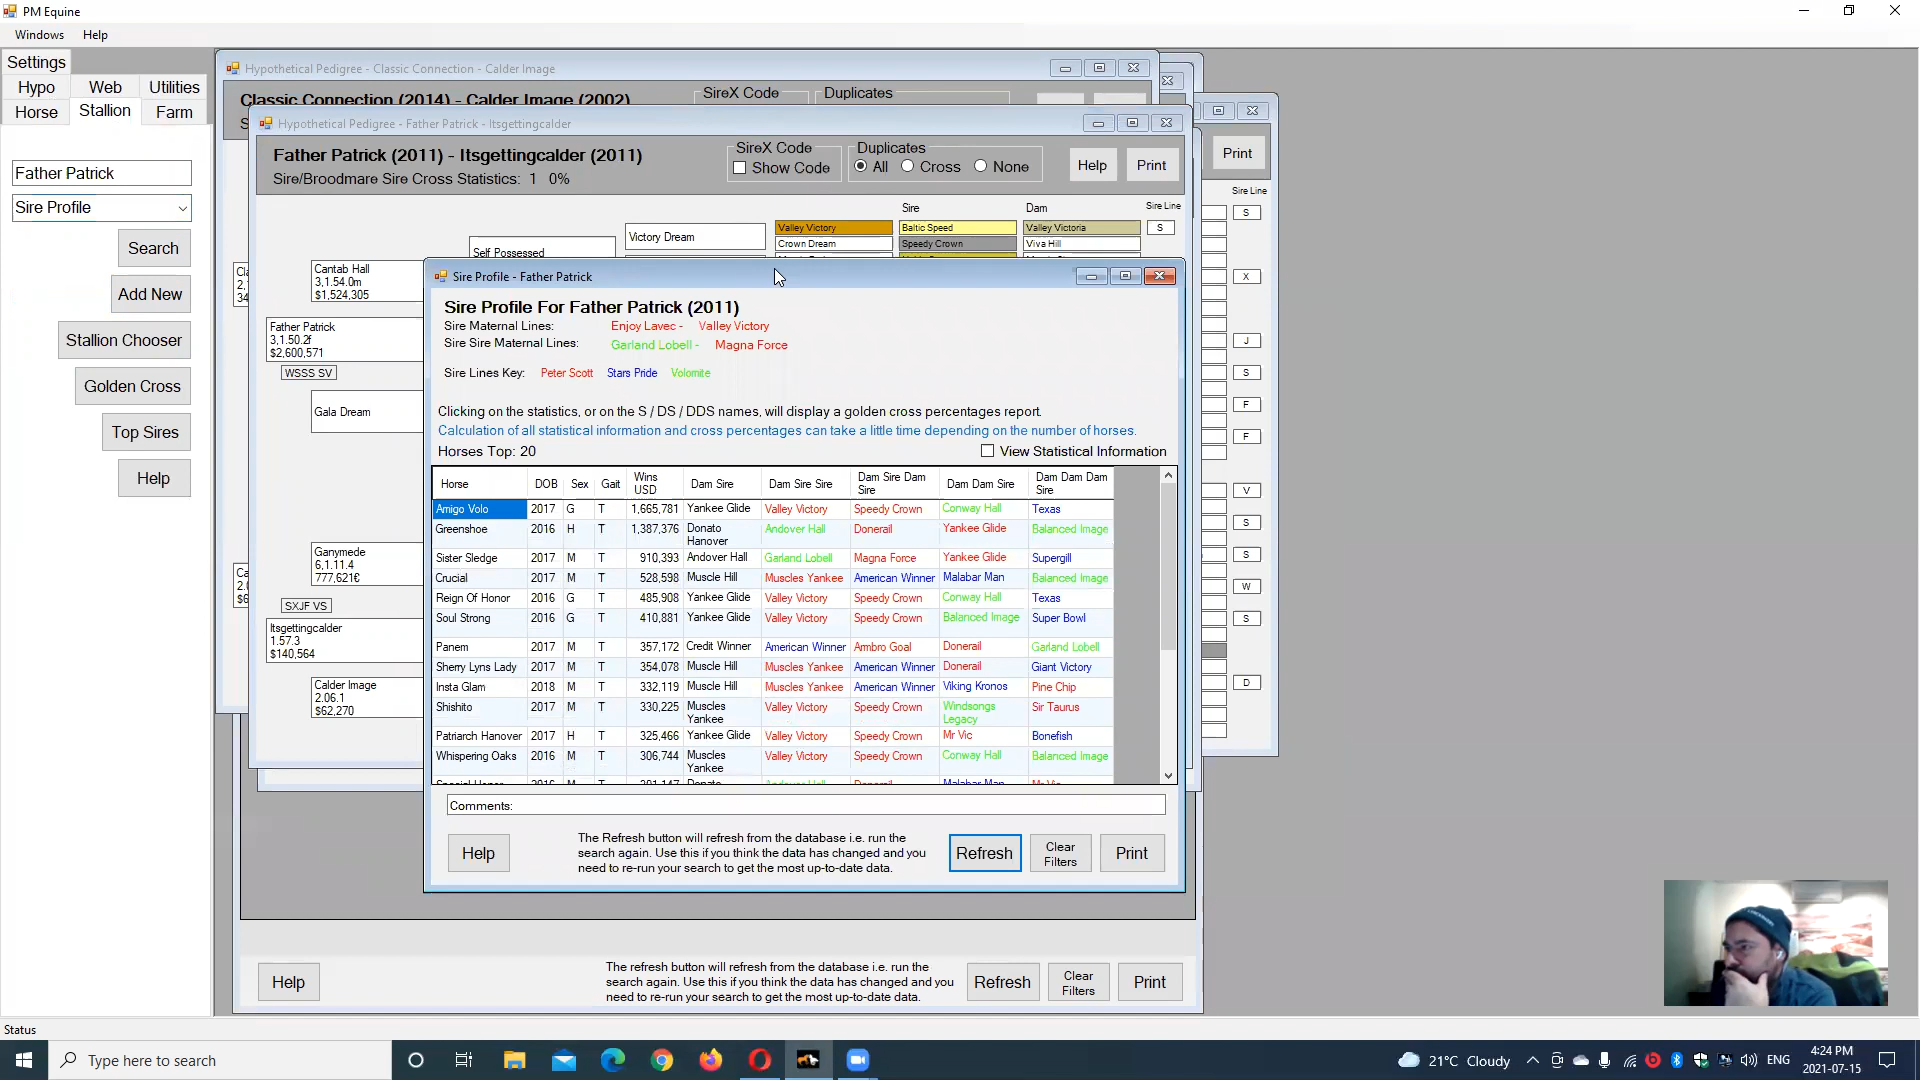 PM Equine
Windows Help
Settings
Hypo Web Utilities
Horse Stallion Farm
Father Patrick
Sire Profile
Search
Add New
Stallion Chooser
Golden Cross
Top Sires
Help
Hypothetical Pedigree - Classic Connection - Calder Image
Classic Connection (2014) - Calder Image (2002)
SireX Code Duplicates
Print
Sire Line
S
X
J
S
F
F
V
S
S
W
S
D
Hypothetical Pedigree - Father Patrick - Itsgettingcalder
Father Patrick (2011) - Itsgettingcalder (2011)
Sire/Broodmare Sire Cross Statistics: 1 0%
SireX Code
Show Code
Duplicates
All Cross None
Help Print
Sire Dam Sire Line
Victory Dream
Valley Victory Baltic Speed Valley Victoria S
Crown Dream Speedy Crown Viva Hill
Self Possessed
Cantab Hall
3,1.54.0m
$1,524,305
Father Patrick
3,1.50.2f
$2,600,571
WSSS SV
Gala Dream
Ganymede
6,1.11.4
777,621€
SXJF VS
Itsgettingcalder
1.57.3
$140,564
Calder Image
2.06.1
$62,270
Sire Profile - Father Patrick
Sire Profile For Father Patrick (2011)
Sire Maternal Lines: Enjoy Lavec - Valley Victory
Sire Sire Maternal Lines: Garland Lobell - Magna Force
Sire Lines Key: Peter Scott Stars Pride Volomite
Clicking on the statistics, or on the S / DS / DDS names, will display a golden cross percentages report.
Calculation of all statistical information and cross percentages can take a little time depending on the number of horses.
Horses Top: 20 View Statistical Information
Horse DOB Sex Gait Wins USD Dam Sire Dam Sire Sire Dam Sire Dam Sire Dam Dam Sire Dam Dam Dam Sire
Amigo Volo 2017 G T 1,665,781 Yankee Glide Valley Victory Speedy Crown Conway Hall Texas
Greenshoe 2016 H T 1,387,376 Donato Hanover Andover Hall Donerail Yankee Glide Balanced Image
Sister Sledge 2017 M T 910,393 Andover Hall Garland Lobell Magna Force Yankee Glide Supergill
Crucial 2017 M T 528,598 Muscle Hill Muscles Yankee American Winner Malabar Man Balanced Image
Reign Of Honor 2016 G T 485,908 Yankee Glide Valley Victory Speedy Crown Conway Hall Texas
Soul Strong 2016 G T 410,881 Yankee Glide Valley Victory Speedy Crown Balanced Image Super Bowl
Panem 2017 M T 357,172 Credit Winner American Winner Ambro Goal Donerail Garland Lobell
Sherry Lyns Lady 2017 M T 354,078 Muscle Hill Muscles Yankee American Winner Donerail Giant Victory
Insta Glam 2018 M T 332,119 Muscle Hill Muscles Yankee American Winner Viking Kronos Pine Chip
Shishito 2017 M T 330,225 Muscles Yankee Valley Victory Speedy Crown Windsongs Legacy Sir Taurus
Patriarch Hanover 2017 H T 325,466 Yankee Glide Valley Victory Speedy Crown Mr Vic Bonefish
Whispering Oaks 2016 M T 306,744 Muscles Yankee Valley Victory Speedy Crown Conway Hall Balanced Image
Comments:
Help
The Refresh button will refresh from the database i.e. run the
search again. Use this if you think the data has changed and you
need to re-run your search to get the most up-to-date data.
Refresh Clear Filters Print
Help
The refresh button will refresh from the database i.e. run the
search again. Use this if you think the data has changed and you
need to re-run your search to get the most up-to-date data.
Refresh Clear Filters Print
Status
Type here to search
21°C Cloudy
ENG
4:24 PM
2021-07-15